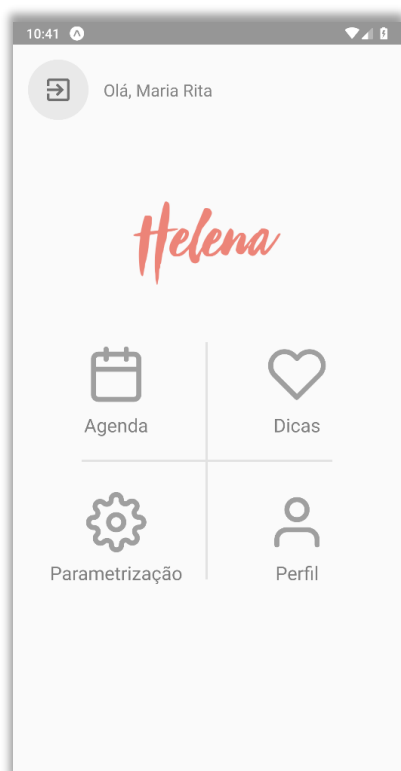 10:41
Olá, Maria Rita
Helena
Agenda
Dicas
Parametrização
Perfil